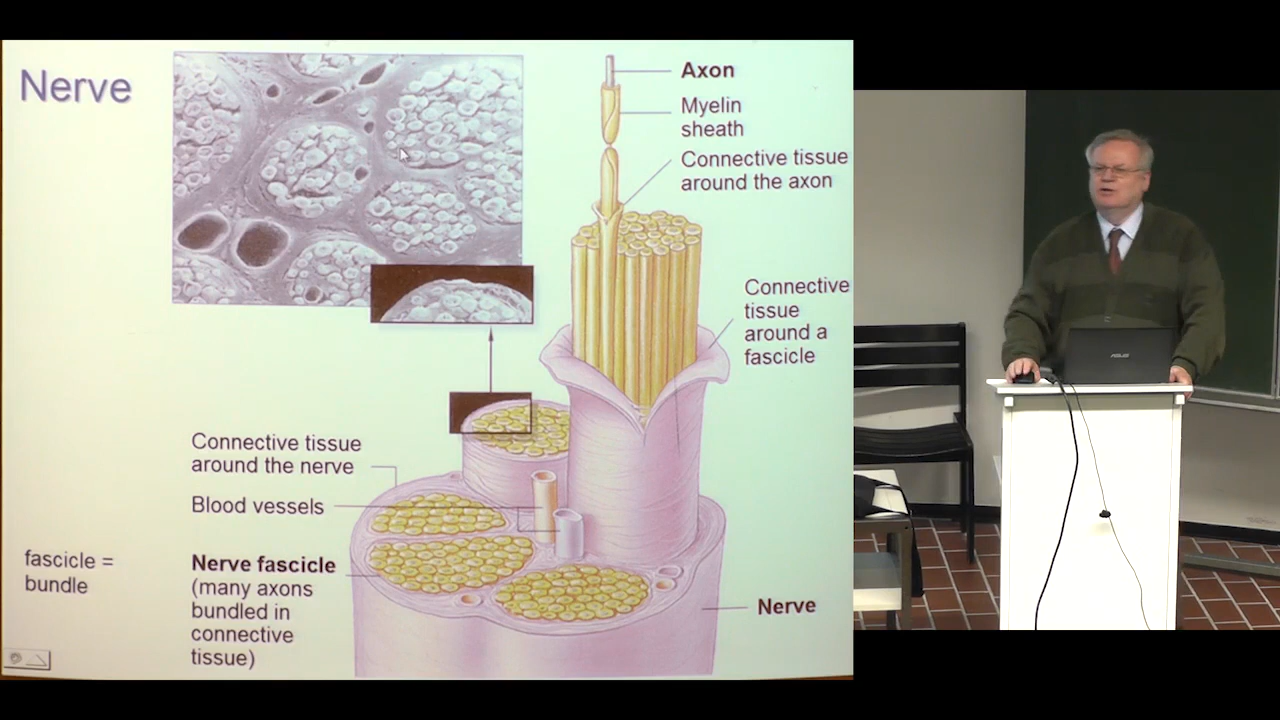 Nerve
Axon
Myelin
sheath
Connective tissue
around the axon
Connective
tissue
around a
fascicle
Connective tissue
around the nerve
Blood vessels
fascicle =
bundle
Nerve fascicle
(many axons
bundled in
connective
tissue)
Nerve
ASUS